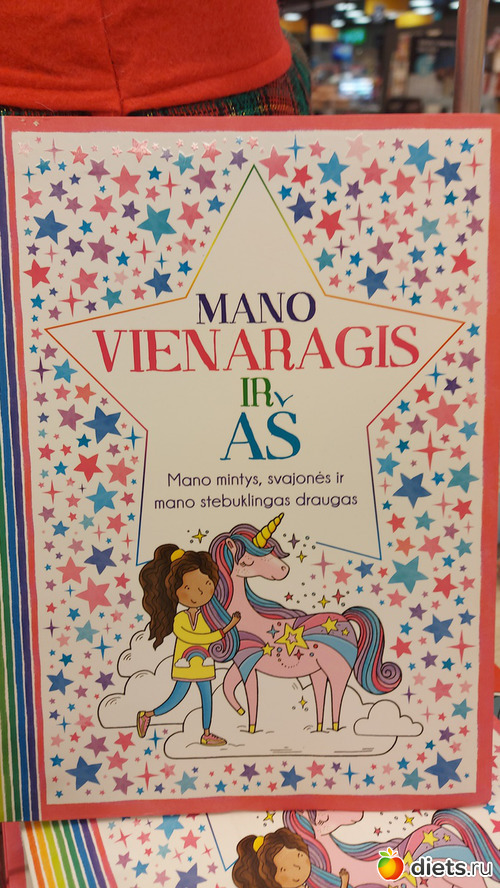 MANO
VIENARAGIS
IR
AŠ
Mano mintys, svajonės ir
mano stebuklingas draugas
diets.ru